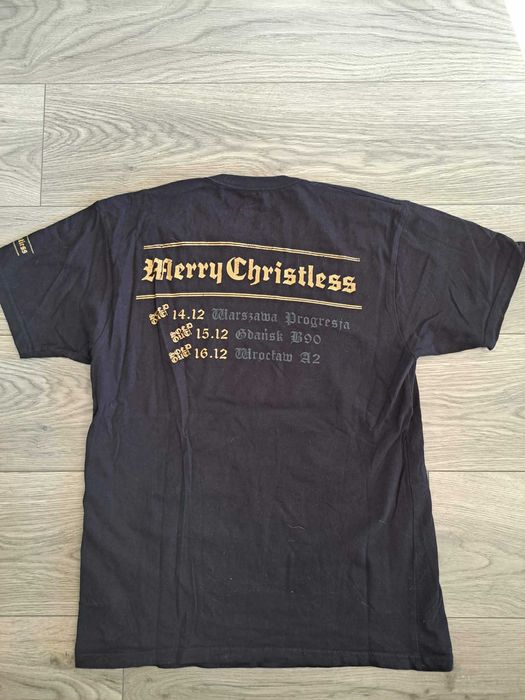 Merry Christless
SOLD OUT! 14.12 Warszawa Progresja
SOLD OUT! 15.12 Gdańsk B90
SOLD OUT! 16.12 Wrocław A2